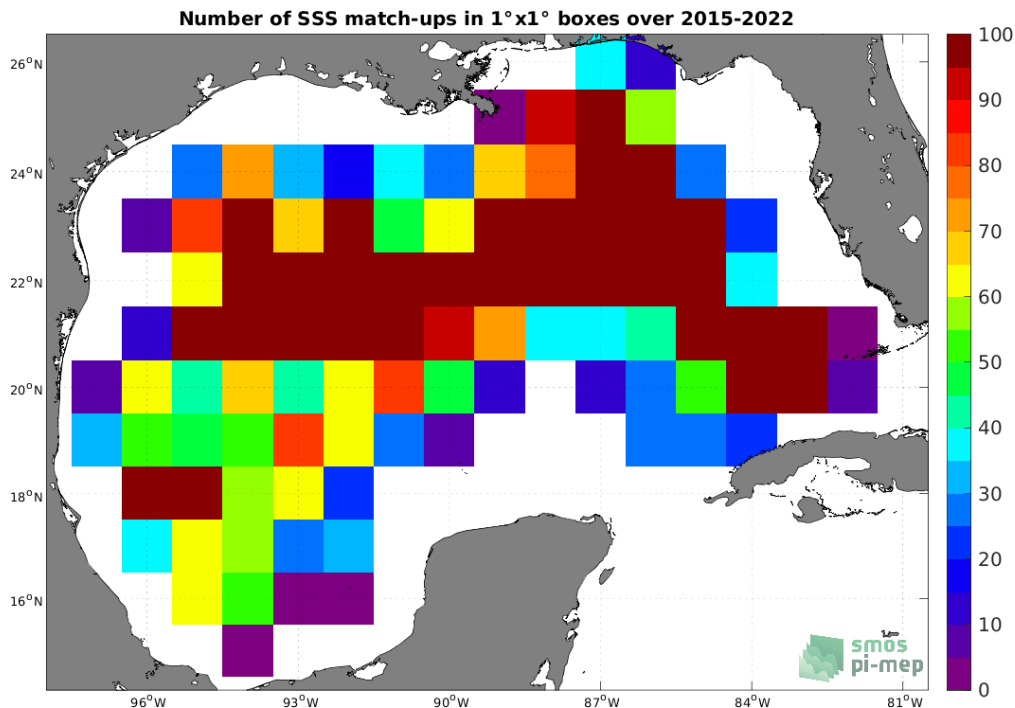 Number of SSS match-ups in 1°x1° boxes over 2015-2022
26°N
24°N
22°N
20°N
18°N
16°N
96°W
93°W
90°W
87°W
84°W
81°W
100
90
80
70
60
50
40
30
20
10
0
smos
pi-mep